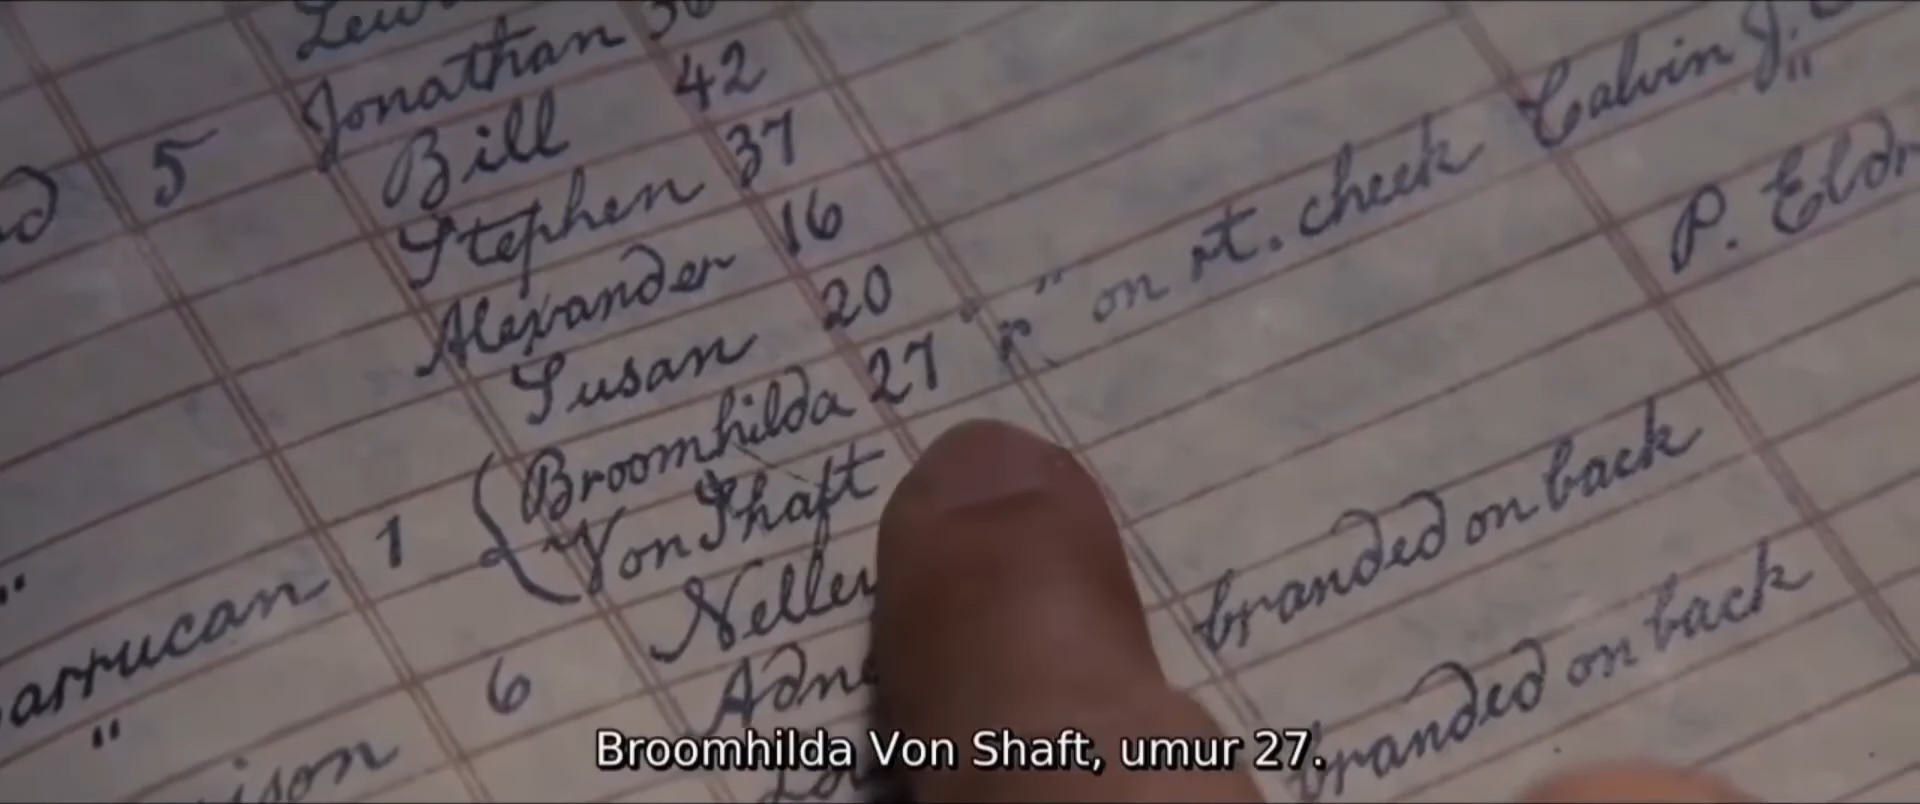 Jonathan
42
5 Bill 37
Stephen 16
Alexander 20
Susan 27 "r" on rt. cheek Calvin J.
1 Broomhilda
Von Shaft
arrucan
"
6
branded on back
branded on back
P.
Broomhilda Von Shaft, umur 27.